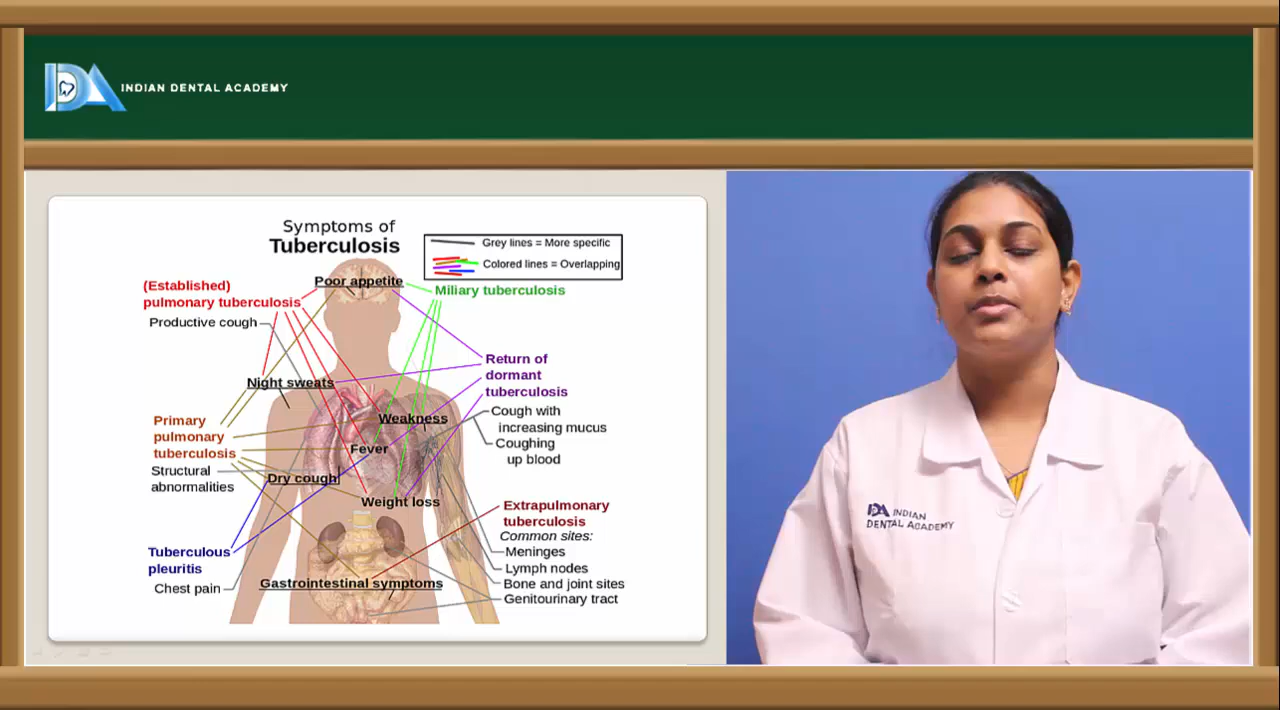 IDA INDIAN DENTAL ACADEMY
Symptoms of
Tuberculosis
Grey lines = More specific
Colored lines = Overlapping
Poor appetite
(Established)
pulmonary tuberculosis
Productive cough
Miliary tuberculosis
Night sweats
Return of
dormant
tuberculosis
Cough with
increasing mucus
Coughing
up blood
Weakness
Primary
pulmonary
tuberculosis
Structural
abnormalities
Fever
Dry cough
Weight loss
Extrapulmonary
tuberculosis
Common sites:
Meninges
Lymph nodes
Bone and joint sites
Genitourinary tract
Tuberculous
pleuritis
Chest pain
Gastrointestinal symptoms
IDA INDIAN
DENTAL ACADEMY